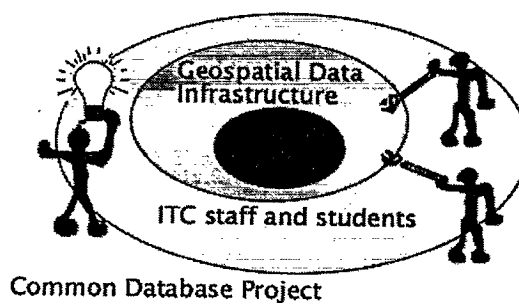 Geospatial Data
Infrastructure
ITC staff and students
Common Database Project